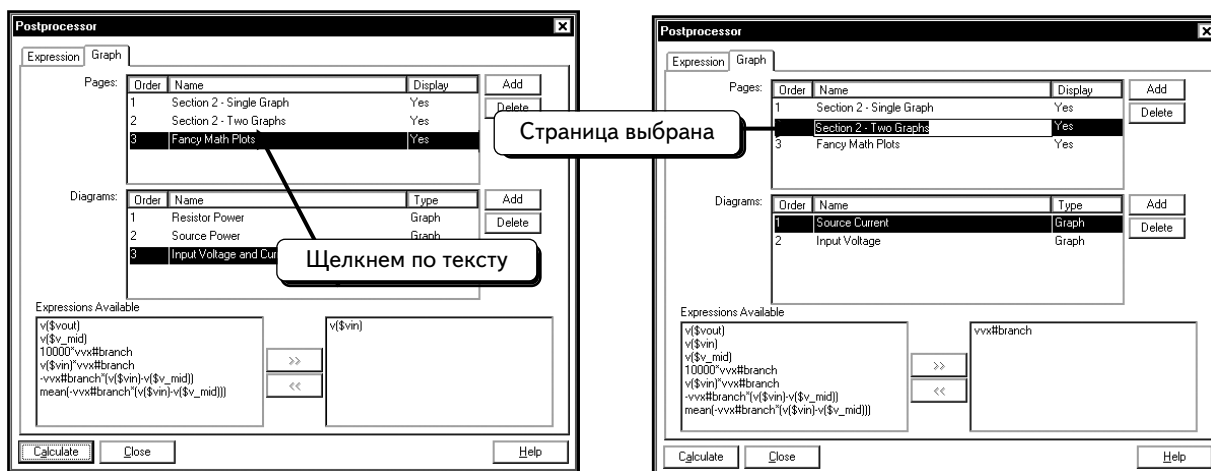 Postprocessor
Expression Graph
Pages: Order Name Display Add
1 Section 2 - Single Graph Yes Delete
2 Section 2 - Two Graphs Yes
3 Fancy Math Plots Yes
Diagrams: Order Name Type Add
1 Resistor Power Graph Delete
2 Source Power Graph
3 Input Voltage and Cur
Щелкнем по тексту
Expressions Available
v($vout)
v($v_mid)
10000*vvx#branch
v($vin)*vvx#branch
-vvx#branch*(v($vin)-v($v_mid))
mean(-vvx#branch*(v($vin)-v($v_mid)))
>>
<<
v($vin)
Calculate Close Help
Страница выбрана
Postprocessor
Expression Graph
Pages: Order Name Display Add
1 Section 2 - Single Graph Yes Delete
Section 2 - Two Graphs Yes
3 Fancy Math Plots Yes
Diagrams: Order Name Type Add
1 Source Current Graph Delete
2 Input Voltage Graph
Expressions Available
v($vout)
v($vin)
v($v_mid)
10000*vvx#branch
v($vin)*vvx#branch
-vvx#branch*(v($vin)-v($v_mid))
mean(-vvx#branch*(v($vin)-v($v_mid)))
>>
<<
vvx#branch
Calculate Close Help